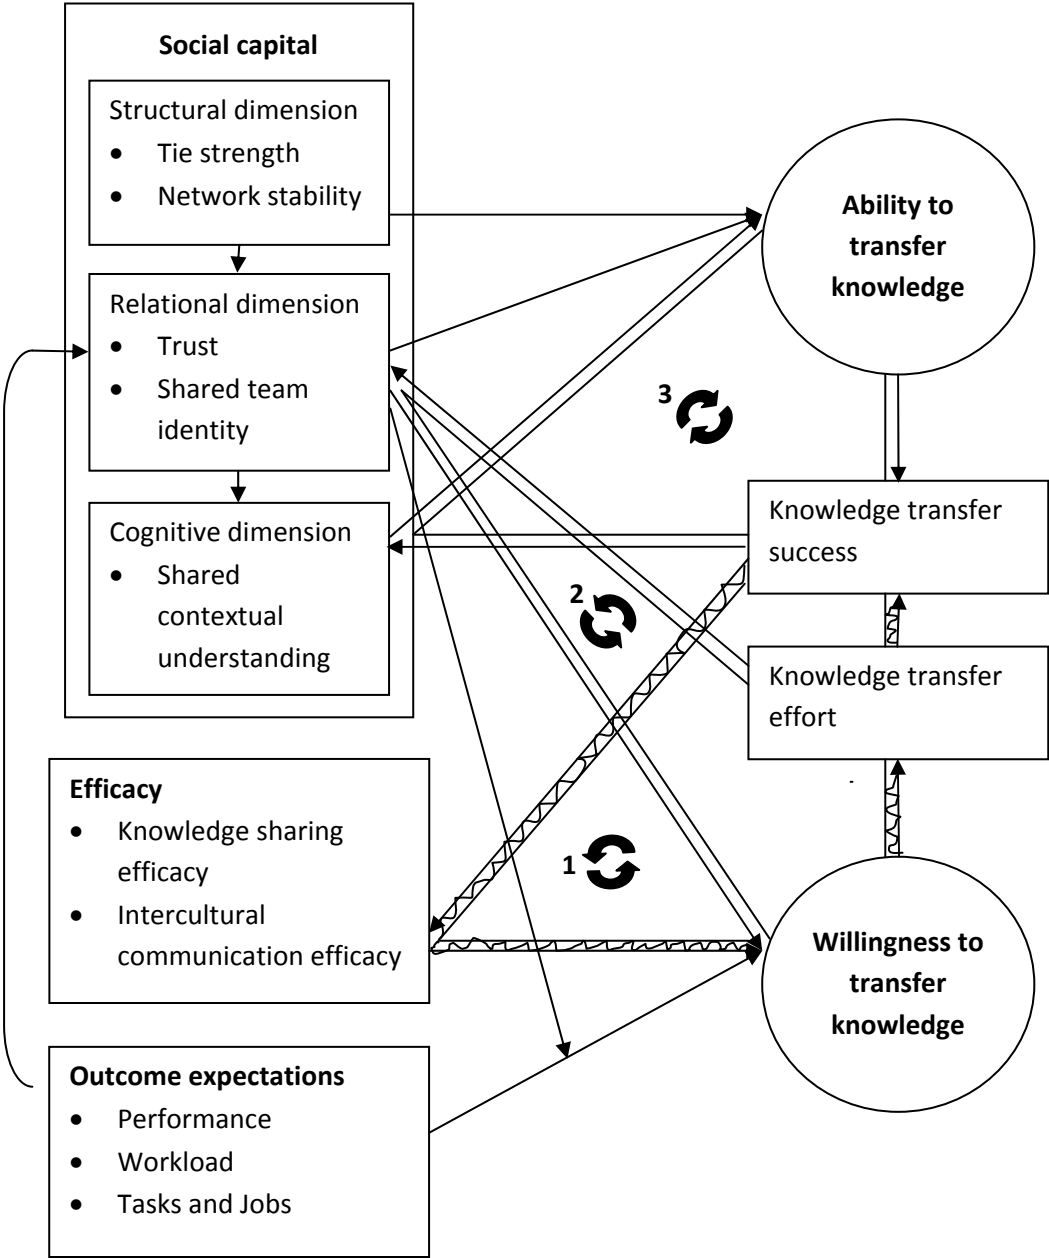 Social capital
Structural dimension
• Tie strength
• Network stability
Relational dimension
• Trust
• Shared team
identity
Cognitive dimension
• Shared
contextual
understanding
Efficacy
• Knowledge sharing
efficacy
• Intercultural
communication efficacy
Outcome expectations
• Performance
• Workload
• Tasks and Jobs
3
2
1
Ability to
transfer
knowledge
Knowledge transfer
success
Knowledge transfer
effort
Willingness to
transfer
knowledge